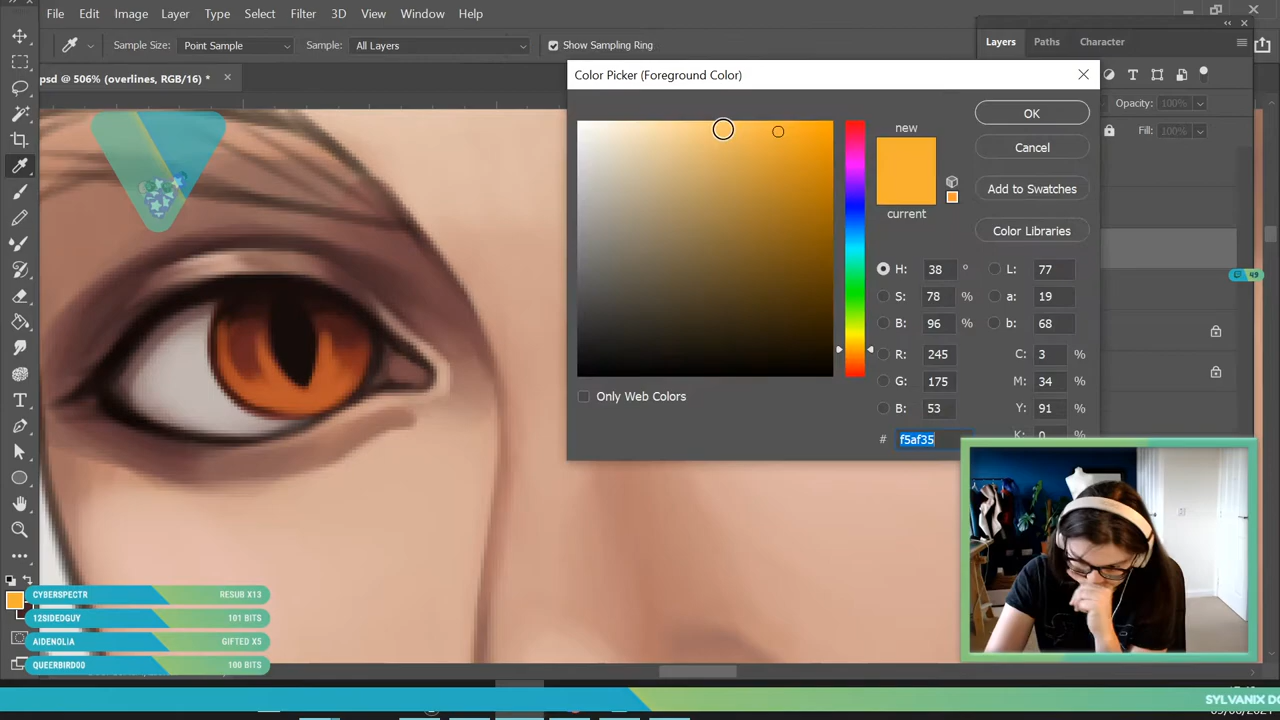 File Edit Image Layer Type Select Filter 3D View Window Help
Sample Size: Point Sample Sample: All Layers Show Sampling Ring
psd @ 506% (overlines, RGB/16) * ×
Layers Paths Character
Opacity: 100%
Fill: 100%
Color Picker (Foreground Color)
new
current
OK
Cancel
Add to Swatches
Color Libraries
H: 38 °
S: 78 %
B: 96 %
R: 245
G: 175
B: 53
L: 77
a: 19
b: 68
C: 3 %
M: 34 %
Y: 91 %
K: 0
# f5af35
Only Web Colors
49
CYBERSPECTR RESUB X13
12SIDEDGUY 101 BITS
AIDENOLIA GIFTED X5
QUEERBIRD00 100 BITS
SYLVANIX